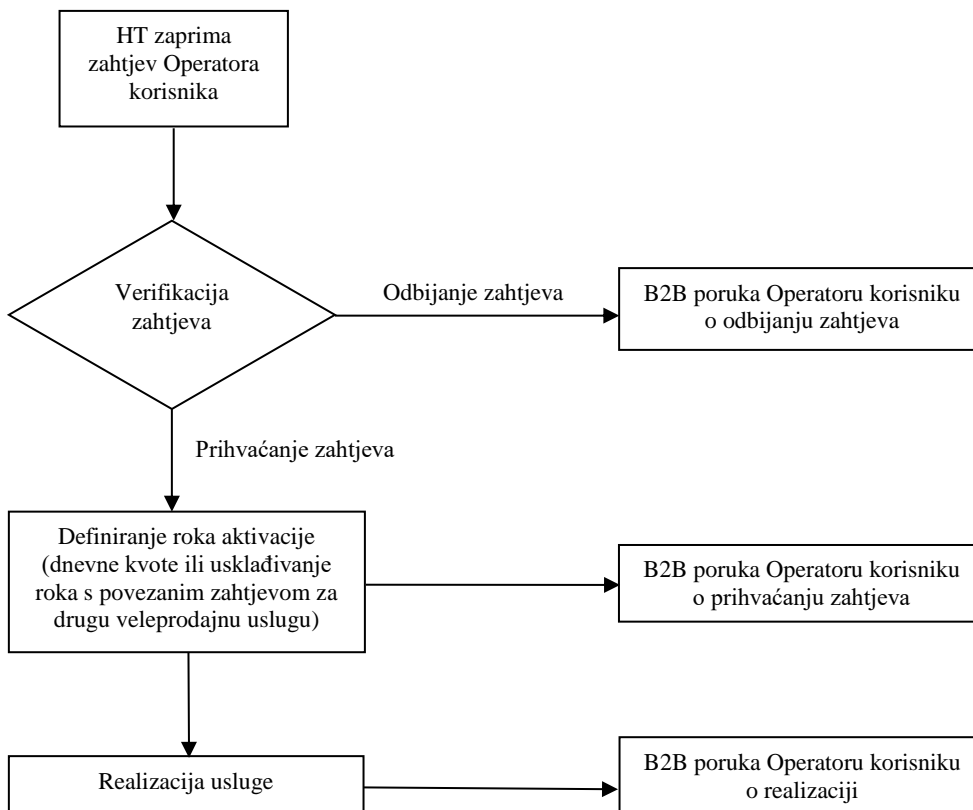 HT zaprima
zahtjev Operatora
korisnika
Verifikacija
zahtjeva
Odbijanje zahtjeva
B2B poruka Operatoru korisniku
o odbijanju zahtjeva
Prihvaćanje zahtjeva
Definiranje roka aktivacije
(dnevne kvote ili usklađivanje
roka s povezanim zahtjevom za
drugu veleprodajnu uslugu)
B2B poruka Operatoru korisniku
o prihvaćanju zahtjeva
Realizacija usluge
B2B poruka Operatoru korisniku
o realizaciji